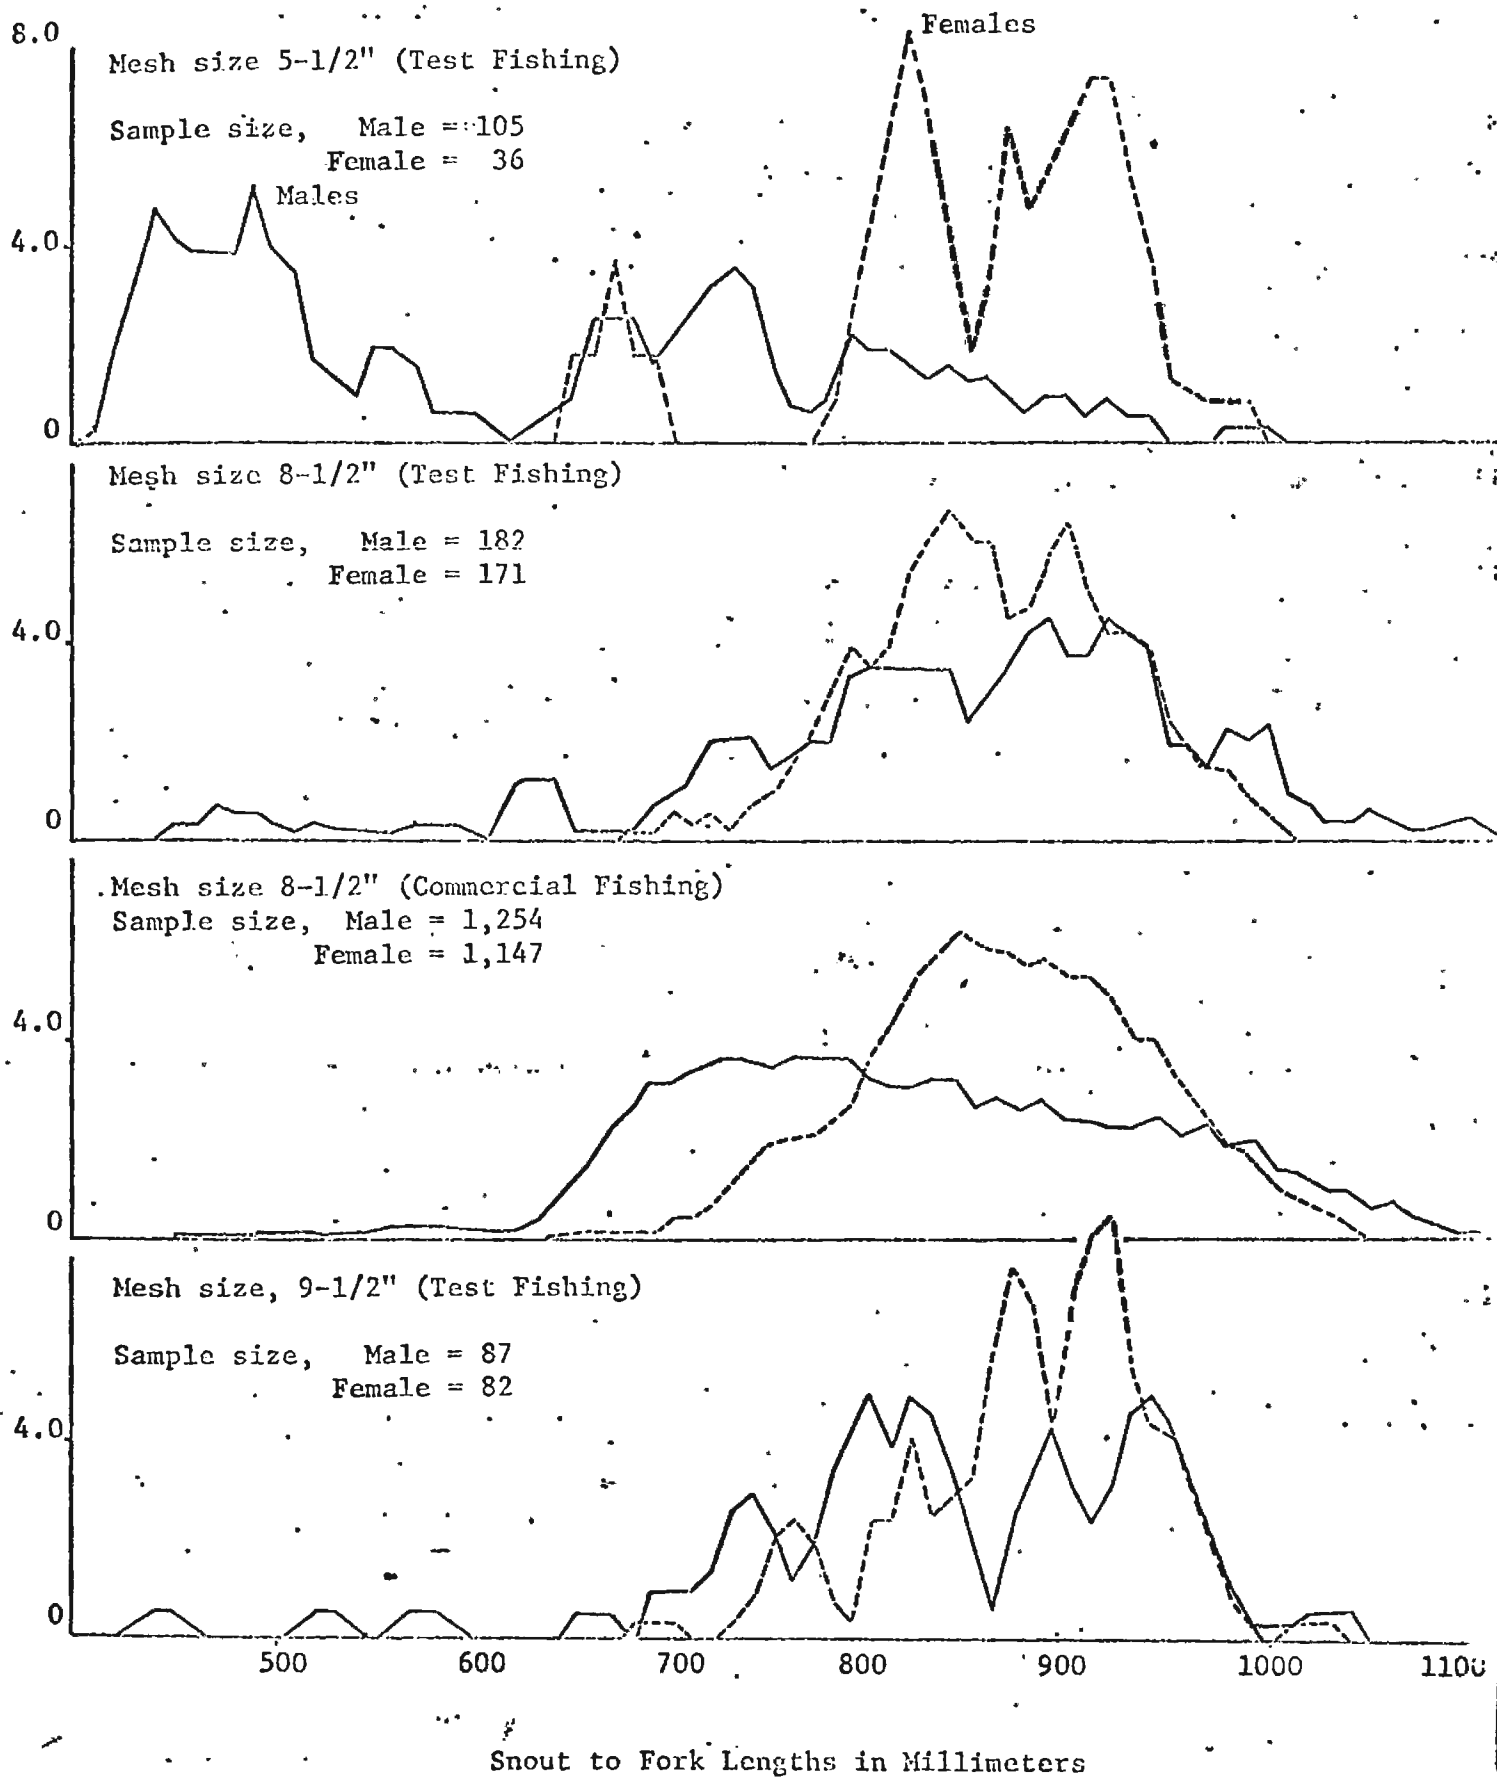 8.0
Females
Mesh size 5-1/2" (Test Fishing)
Sample size, Male = 105
Female = 36
Males
4.0
0
Mesh size 8-1/2" (Test Fishing)
Sample size, Male = 182
Female = 171
4.0
0
Mesh size 8-1/2" (Commercial Fishing)
Sample size, Male = 1,254
Female = 1,147
4.0
0
Mesh size, 9-1/2" (Test Fishing)
Sample size, Male = 87
Female = 82
4.0
0
500 600 700 800 900 1000 1100
Snout to Fork Lengths in Millimeters